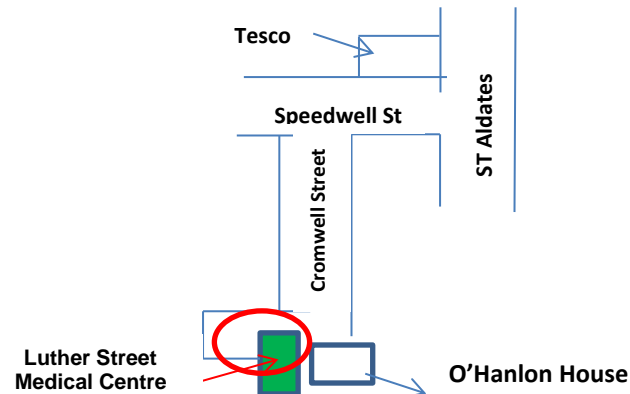 Tesco
Speedwell St
ST Aldates
Cromwell Street
Luther Street
Medical Centre
O'Hanlon House